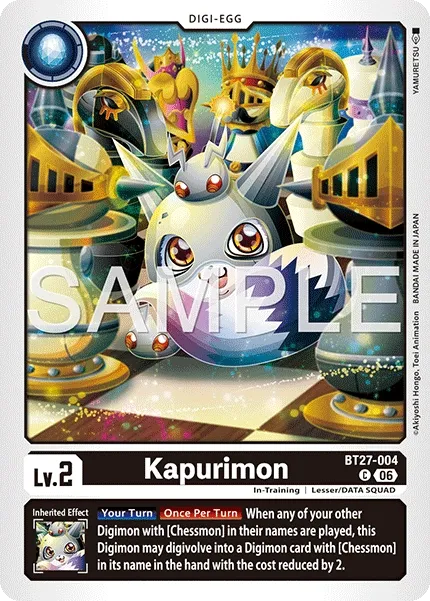 DIGI-EGG
YAMURETSU
©Akiyoshi Hongo, Toei Animation BANDAI MADE IN JAPAN
SAMPLE
Lv.2
Kapurimon
BT27-004
C 06
In-Training | Lesser/DATA SQUAD
Inherited Effect
Your Turn Once Per Turn When any of your other
Digimon with [Chessmon] in their names are played, this
Digimon may digivolve into a Digimon card with [Chessmon]
in its name in the hand with the cost reduced by 2.